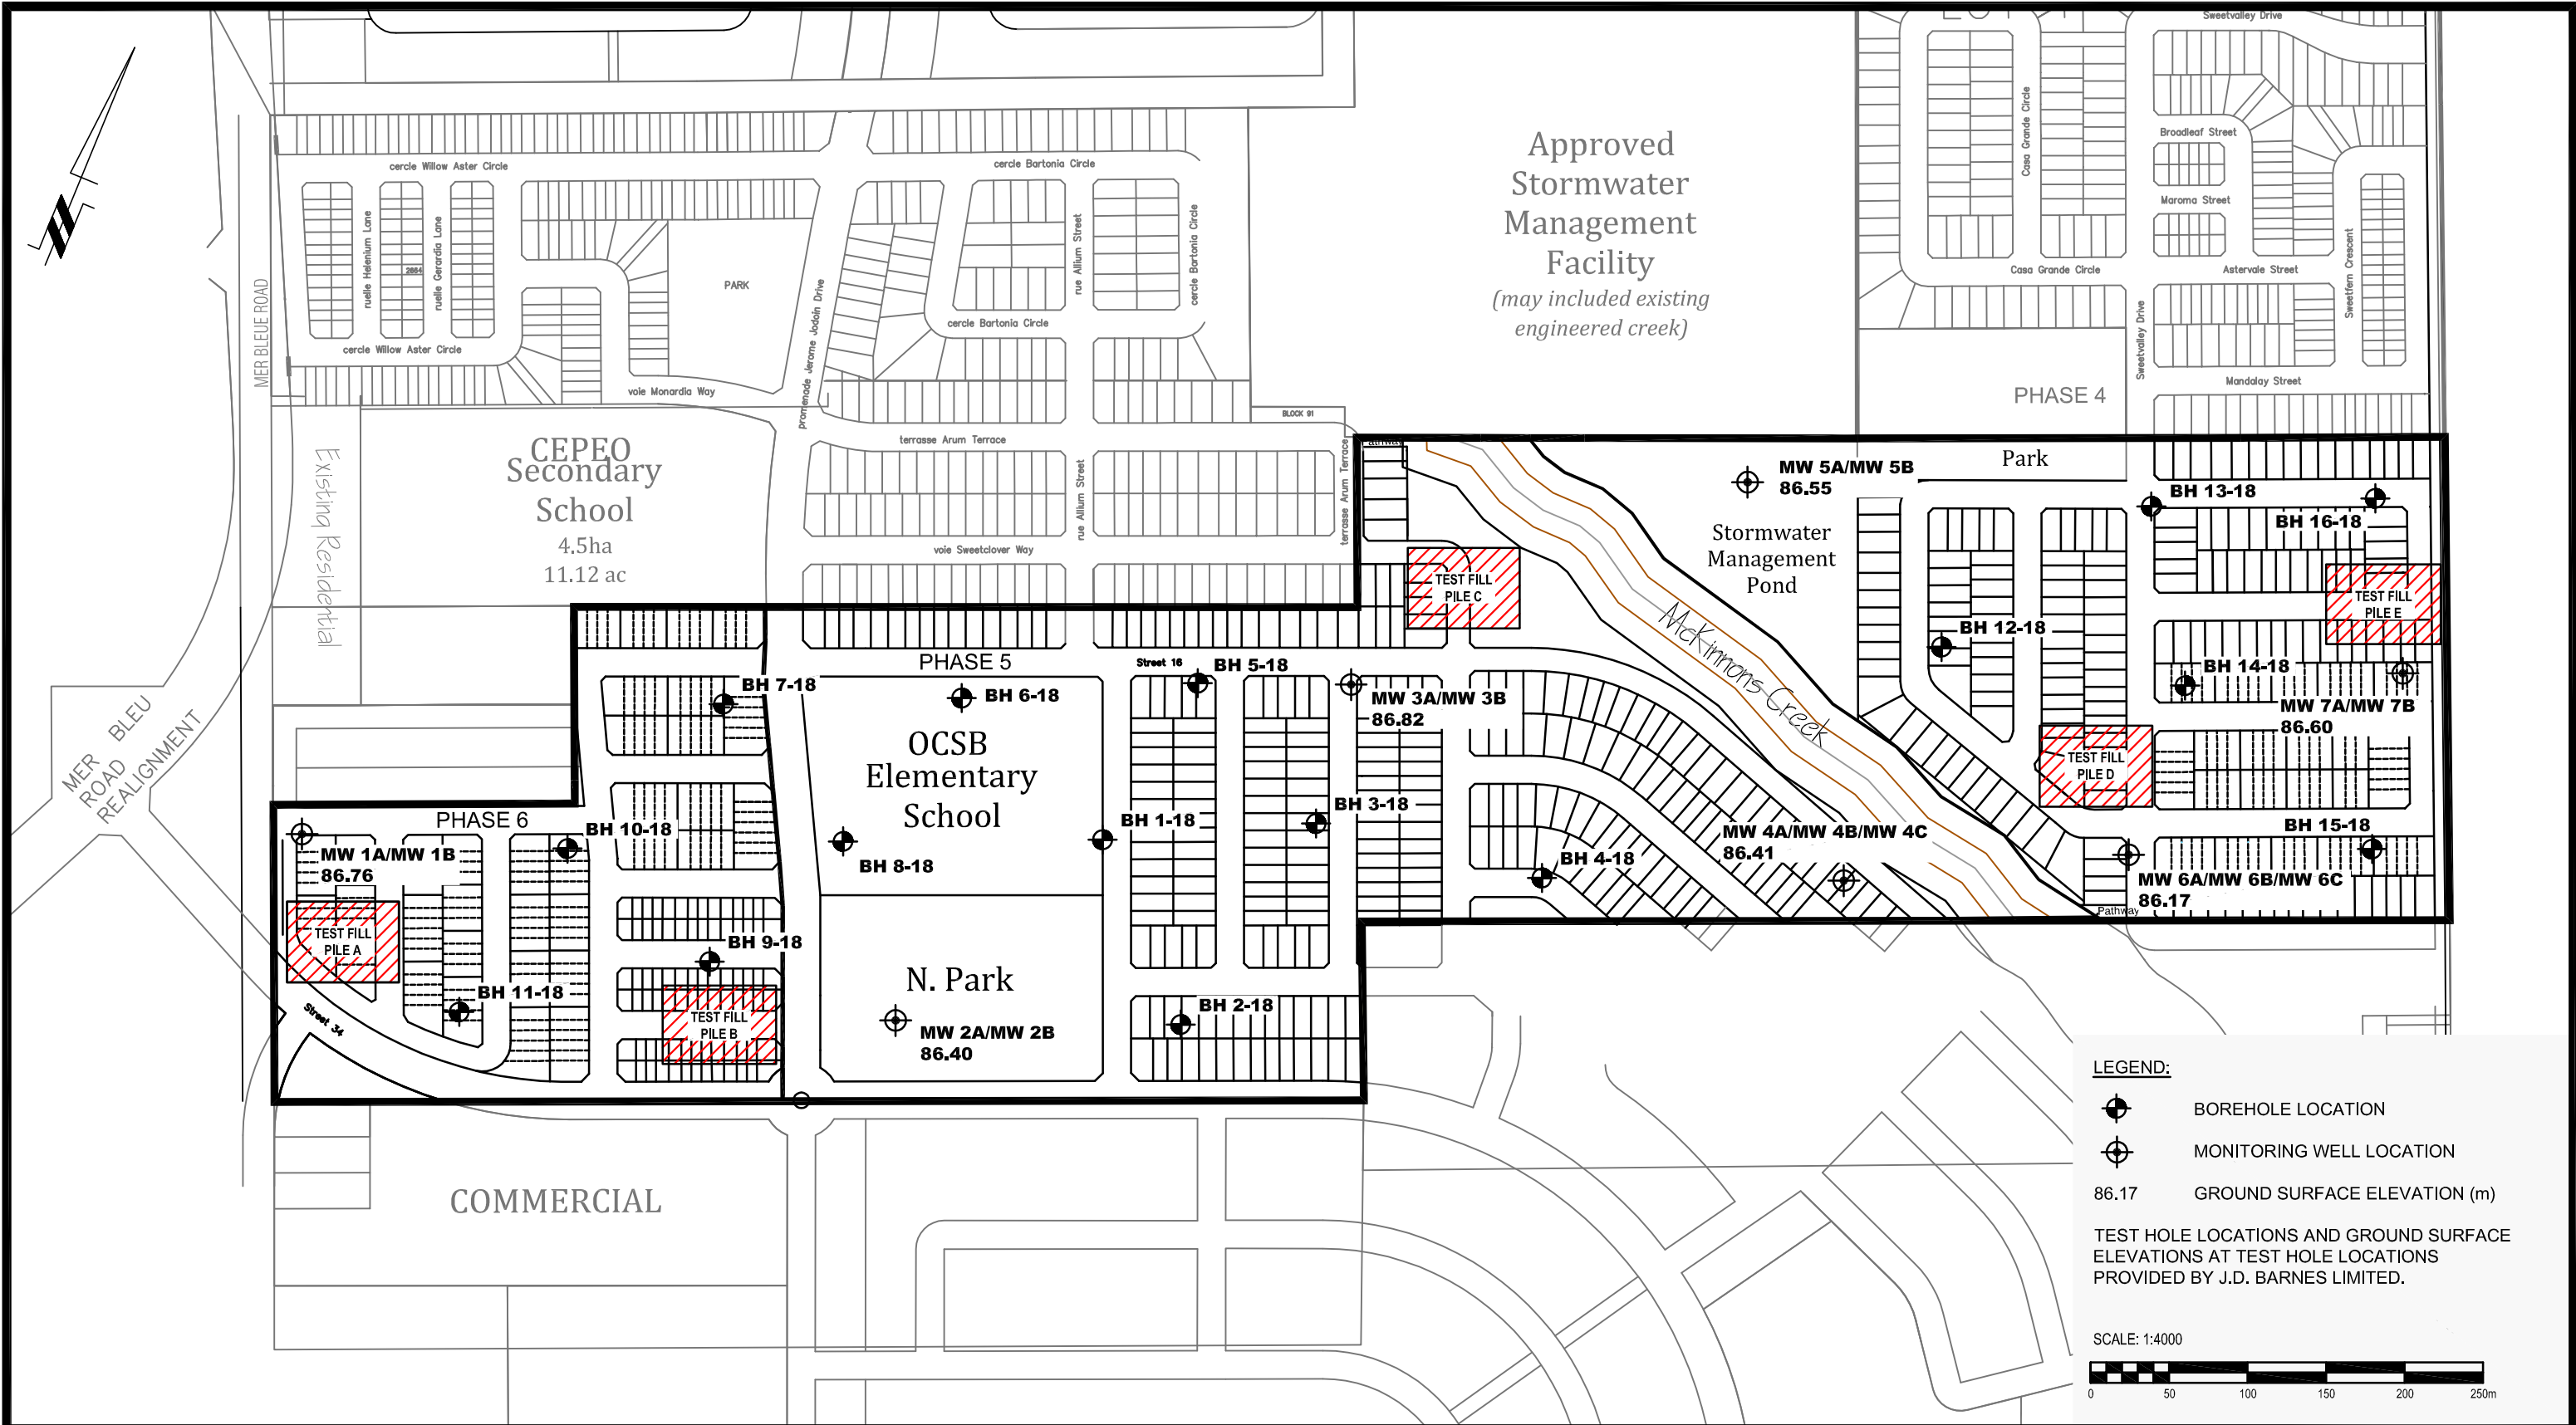 Sweetvalley Drive
Casa Grande Circle
Broadleaf Street
Maroma Street
Casa Grande Circle
Astervale Street
Sweetfern Crescent
Sweetvalley Drive
Mandalay Street
PHASE 4
Approved
Stormwater
Management
Facility
(may included existing
engineered creek)
cercle Willow Aster Circle
cercle Bartonia Circle
ruelle Helenium Lane
ruelle Gerardia Lane
2664
PARK
promenade Jerome Jodoin Drive
rue Allium Street
cercle Bartonia Circle
cercle Bartonia Circle
cercle Willow Aster Circle
voie Monardia Way
MER BLEUE ROAD
BLOCK 91
terrasse Arum Terrace
terrasse Arum Terrace
rue Allium Street
voie Sweetclover Way
Existing Residential
CEPEO
Secondary
School
4.5ha
11.12 ac
MER BLEU
ROAD
REALIGNMENT
Pathway
MW 5A/MW 5B
86.55
Park
Stormwater
Management
Pond
BH 13-18
BH 16-18
TEST FILL
PILE C
TEST FILL
PILE E
McKinnons Creek
BH 12-18
BH 14-18
MW 7A/MW 7B
86.60
TEST FILL
PILE D
BH 15-18
MW 6A/MW 6B/MW 6C
86.17
Pathway
PHASE 5
Street 16
BH 5-18
BH 7-18
BH 6-18
MW 3A/MW 3B
86.82
OCSB
Elementary
School
BH 1-18
BH 3-18
BH 8-18
BH 4-18
MW 4A/MW 4B/MW 4C
86.41
PHASE 6
BH 10-18
MW 1A/MW 1B
86.76
TEST FILL
PILE A
BH 9-18
BH 11-18
Street 34
TEST FILL
PILE B
N. Park
MW 2A/MW 2B
86.40
BH 2-18
COMMERCIAL
LEGEND:
BOREHOLE LOCATION
MONITORING WELL LOCATION
86.17 GROUND SURFACE ELEVATION (m)
TEST HOLE LOCATIONS AND GROUND SURFACE
ELEVATIONS AT TEST HOLE LOCATIONS
PROVIDED BY J.D. BARNES LIMITED.
SCALE: 1:4000
0 50 100 150 200 250m